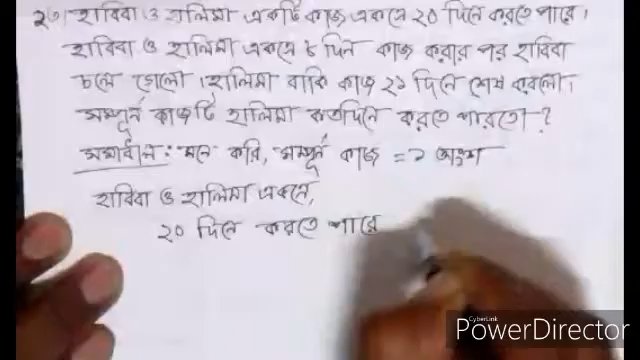 ২৩) হাবিবা ও হালিমা একটি কাজ একত্রে ২০ দিনে করতে পারে।
হাবিবা ও হালিমা একত্রে ৮ দিন কাজ করার পর হাবিবা
চলে গেলো। হালিমা বাকি কাজ ২১ দিনে শেষ করলো।
সম্পূর্ন কাজটি হালিমা কতদিনে করতে পারতো?
সমাধান: মনে করি, সম্পূর্ন কাজ = ১ অংশ
হাবিবা ও হালিমা একত্রে,
২০ দিনে করতে পারে
CyberLink
PowerDirector